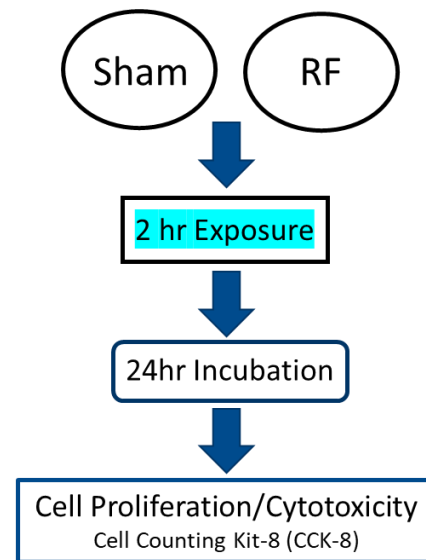 Sham
RF
2 hr Exposure
24hr Incubation
Cell Proliferation/Cytotoxicity
Cell Counting Kit-8 (CCK-8)